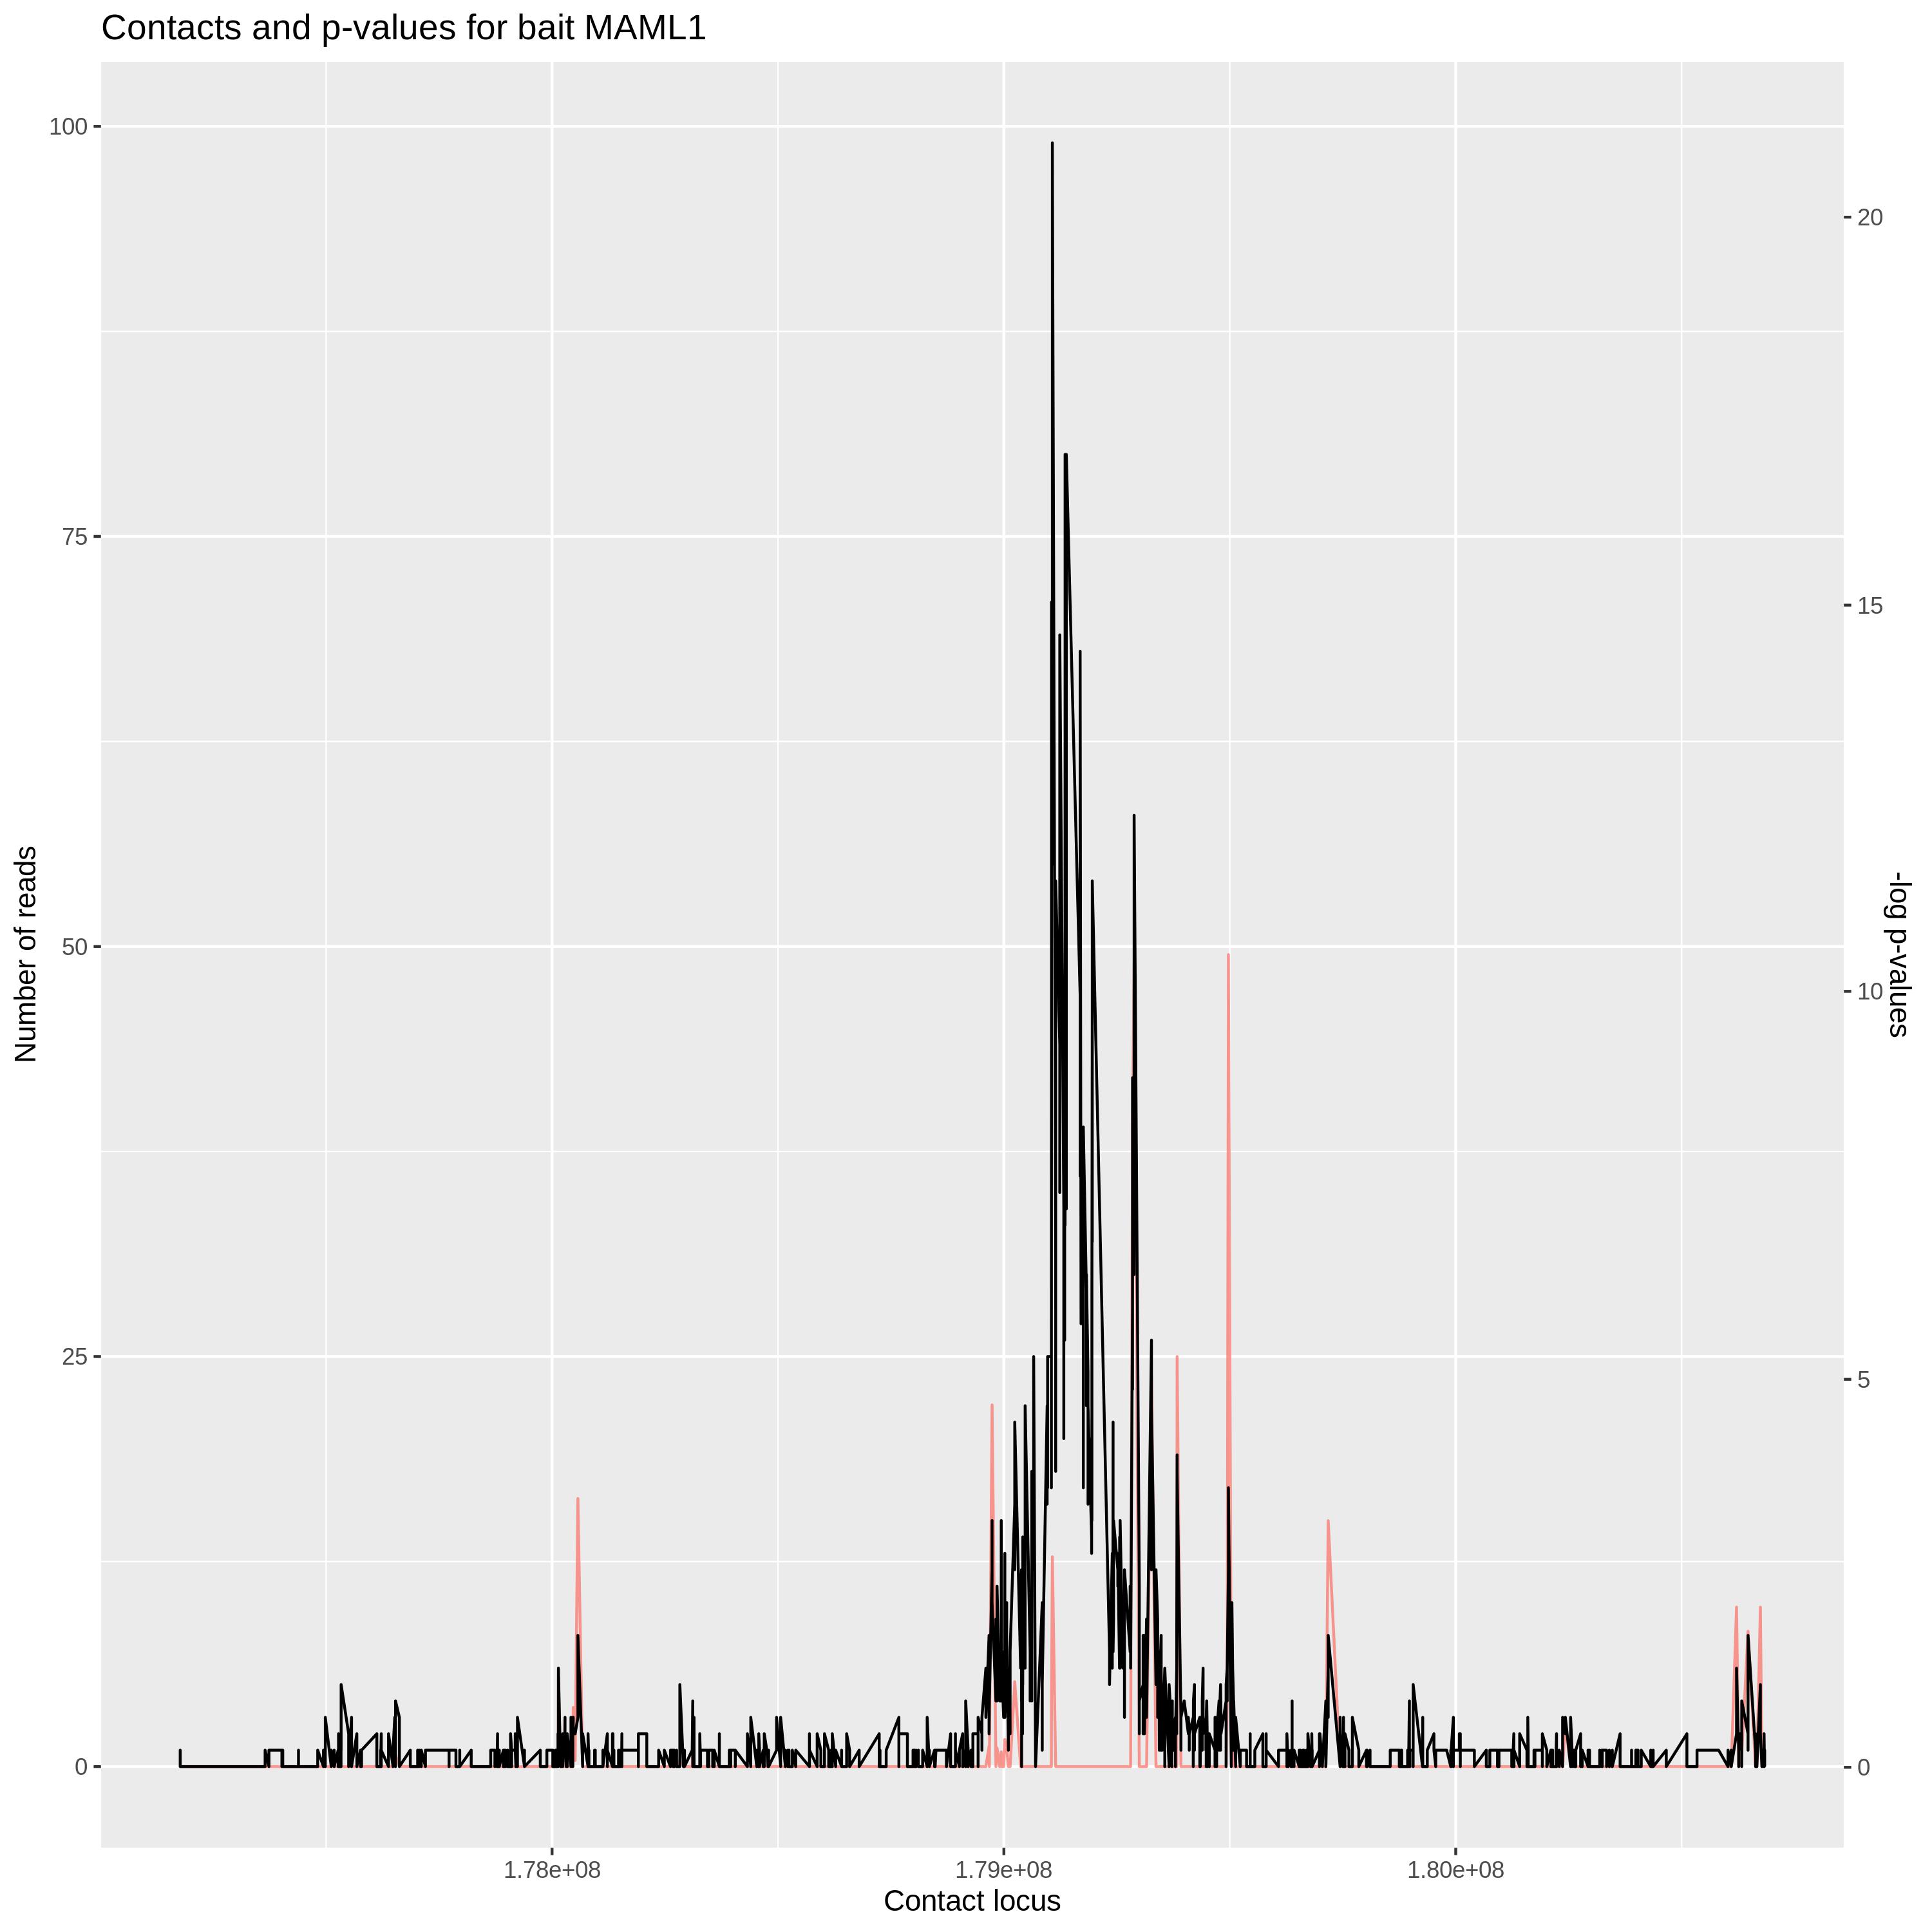 Contacts and p-values for bait MAML1
100
75
50
25
0
20
15
10
5
0
Number of reads
-log p-values
1.78e+08
1.79e+08
1.80e+08
Contact locus